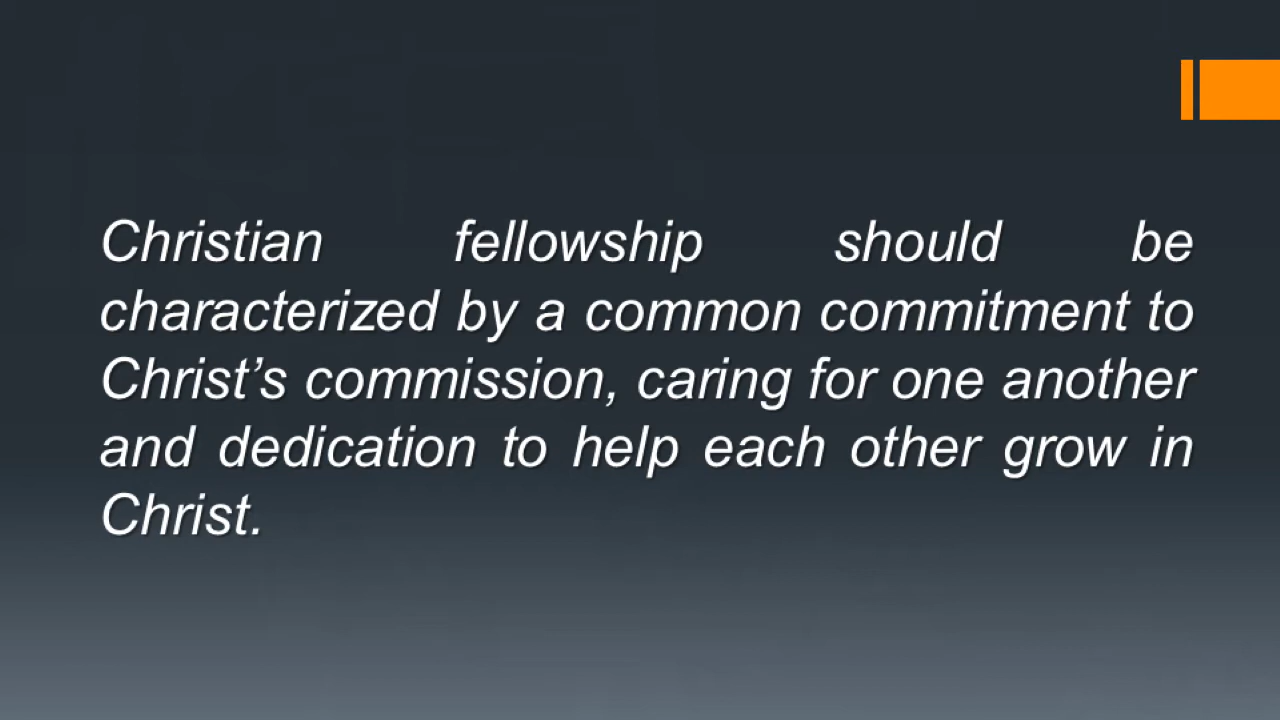 Christian fellowship should be
characterized by a common commitment to
Christ’s commission, caring for one another
and dedication to help each other grow in
Christ.